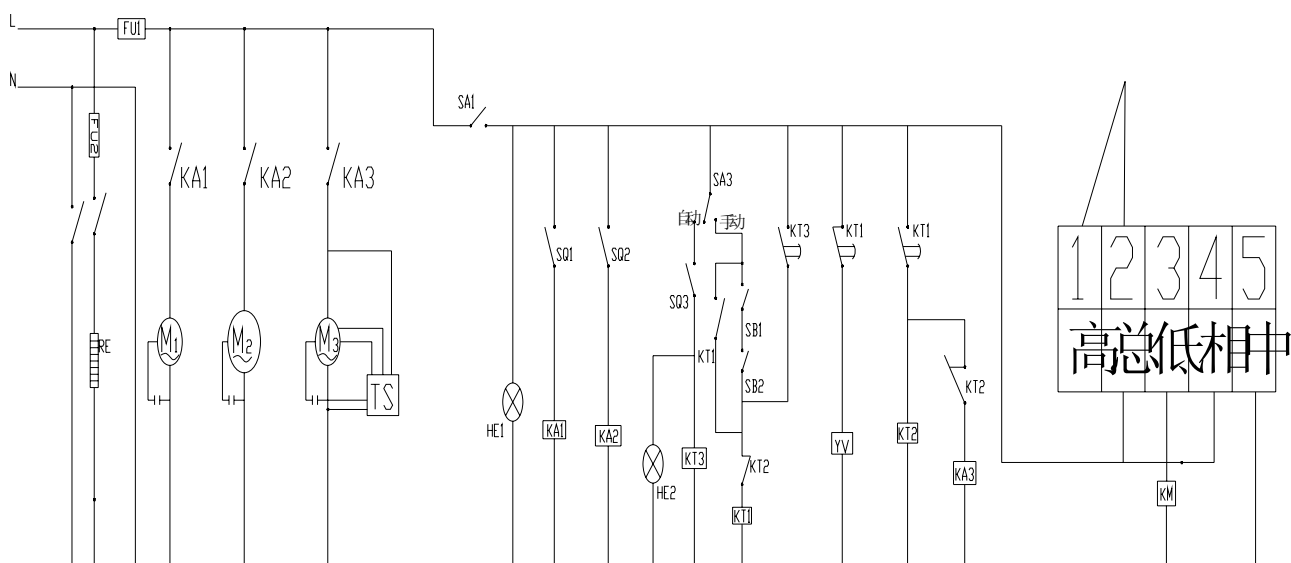 L
FU1
N
SA1
FU2
KA1
KA2
KA3
SA3
自动
手动
KT3
KT1
KT1
SQ1
SQ2
SQ3
1 2 3 4 5
SB1
M1
M2
M3
RE
KT1
高总低相中
SB2
KT2
TS
HE1
KA1
KA2
YV
KT2
KT3
KT2
KA3
HE2
KM
KT1